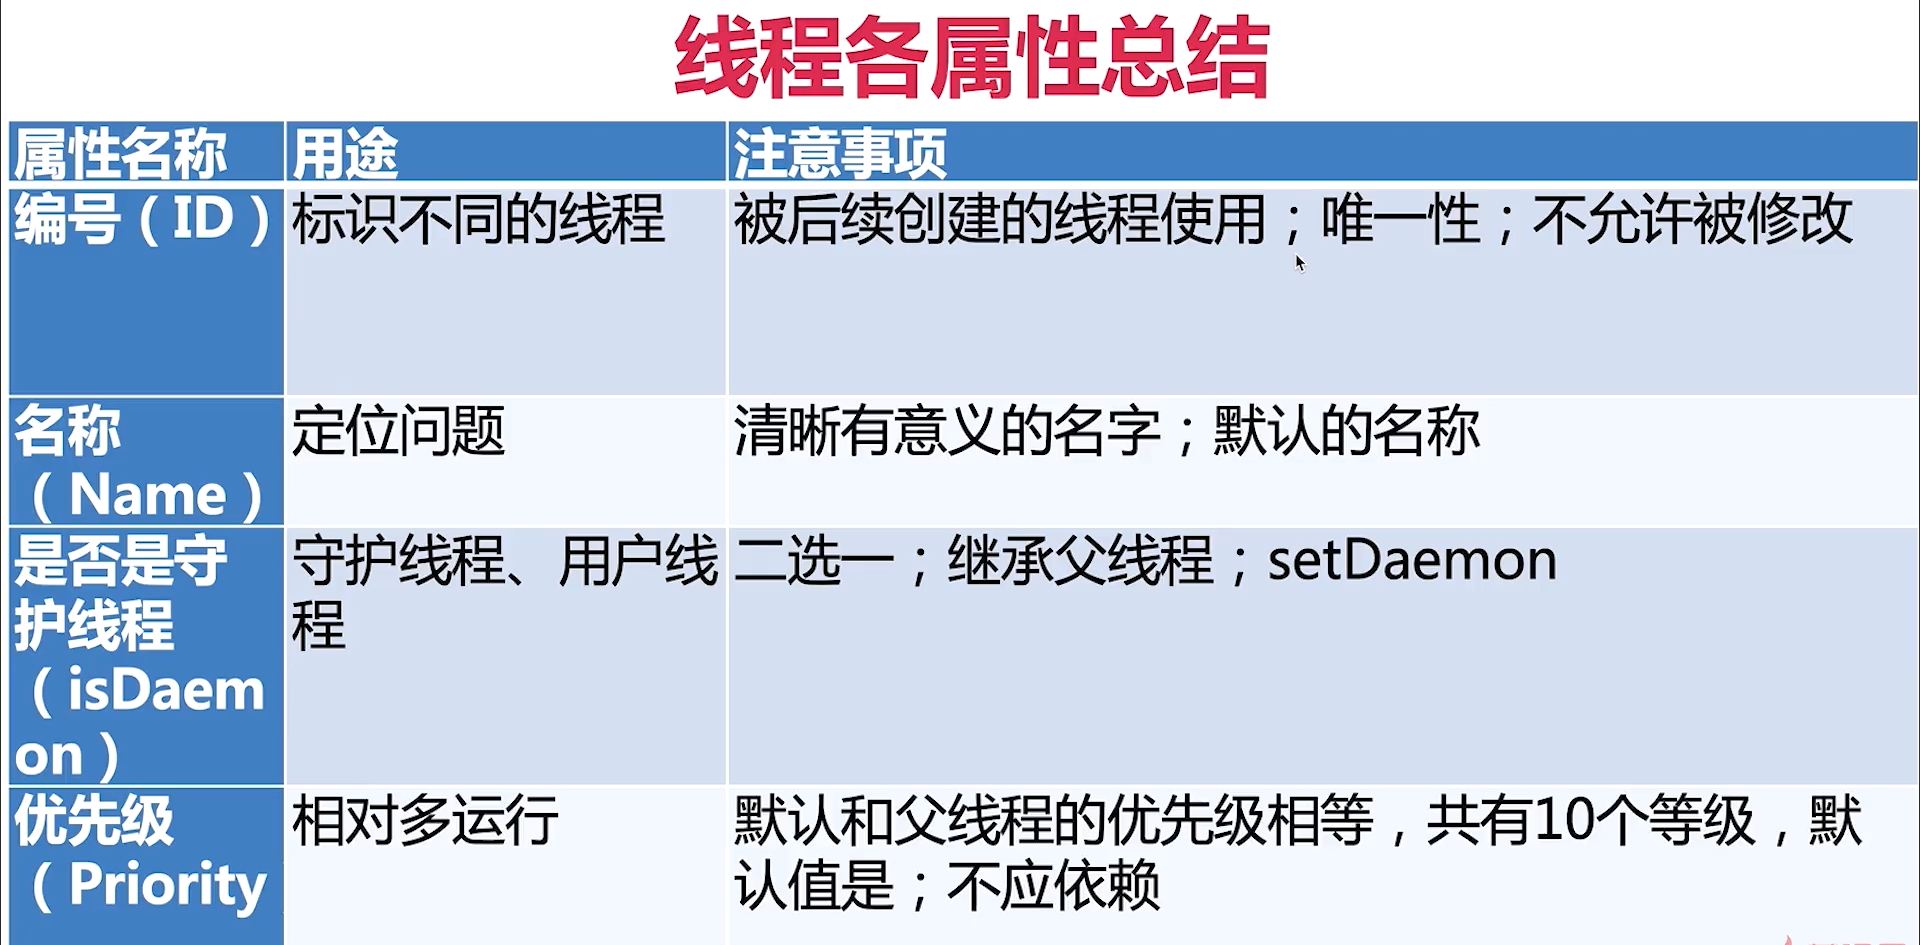 线程各属性总结
属性名称 用途 注意事项
编号（ID） 标识不同的线程 被后续创建的线程使用；唯一性；不允许被修改
名称 定位问题 清晰有意义的名字；默认的名称
（Name）
是否是守 守护线程、用户线 二选一；继承父线程；setDaemon
护线程 程
（isDaem
on）
优先级 相对多运行 默认和父线程的优先级相等，共有10个等级，默
（Priority 认值是；不应依赖